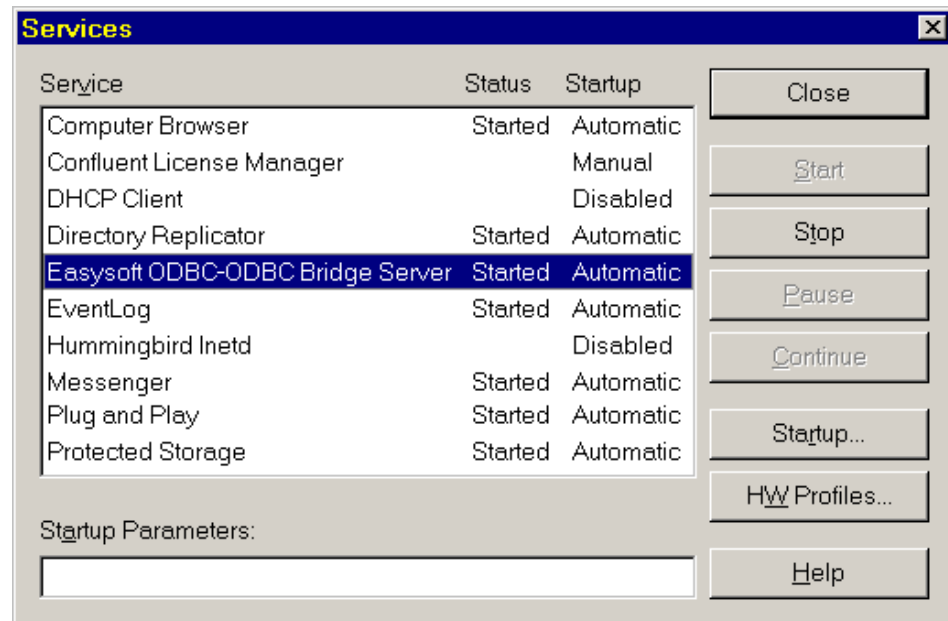 Services
Service Status Startup
Computer Browser Started Automatic
Confluent License Manager Manual
DHCP Client Disabled
Directory Replicator Started Automatic
Easysoft ODBC-ODBC Bridge Server Started Automatic
EventLog Started Automatic
Hummingbird Inetd Disabled
Messenger Started Automatic
Plug and Play Started Automatic
Protected Storage Started Automatic
Startup Parameters:
Close
Start
Stop
Pause
Continue
Startup...
HW Profiles...
Help